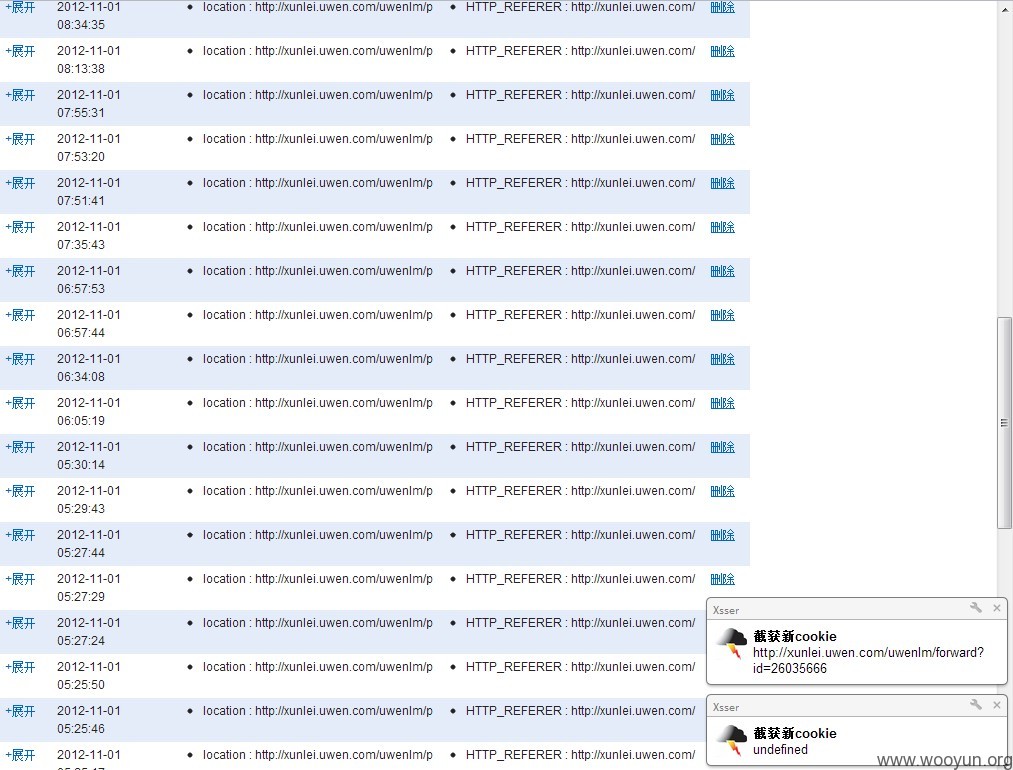 +展开 2012-11-01 • location : http://xunlei.uwen.com/uwenlm/p • HTTP_REFERER : http://xunlei.uwen.com/ 删除
08:34:35
+展开 2012-11-01 • location : http://xunlei.uwen.com/uwenlm/p • HTTP_REFERER : http://xunlei.uwen.com/ 删除
08:13:38
+展开 2012-11-01 • location : http://xunlei.uwen.com/uwenlm/p • HTTP_REFERER : http://xunlei.uwen.com/ 删除
07:55:31
+展开 2012-11-01 • location : http://xunlei.uwen.com/uwenlm/p • HTTP_REFERER : http://xunlei.uwen.com/ 删除
07:53:20
+展开 2012-11-01 • location : http://xunlei.uwen.com/uwenlm/p • HTTP_REFERER : http://xunlei.uwen.com/ 删除
07:51:41
+展开 2012-11-01 • location : http://xunlei.uwen.com/uwenlm/p • HTTP_REFERER : http://xunlei.uwen.com/ 删除
07:35:43
+展开 2012-11-01 • location : http://xunlei.uwen.com/uwenlm/p • HTTP_REFERER : http://xunlei.uwen.com/ 删除
06:57:53
+展开 2012-11-01 • location : http://xunlei.uwen.com/uwenlm/p • HTTP_REFERER : http://xunlei.uwen.com/ 删除
06:57:44
+展开 2012-11-01 • location : http://xunlei.uwen.com/uwenlm/p • HTTP_REFERER : http://xunlei.uwen.com/ 删除
06:34:08
+展开 2012-11-01 • location : http://xunlei.uwen.com/uwenlm/p • HTTP_REFERER : http://xunlei.uwen.com/ 删除
06:05:19
+展开 2012-11-01 • location : http://xunlei.uwen.com/uwenlm/p • HTTP_REFERER : http://xunlei.uwen.com/ 删除
05:30:14
+展开 2012-11-01 • location : http://xunlei.uwen.com/uwenlm/p • HTTP_REFERER : http://xunlei.uwen.com/ 删除
05:29:43
+展开 2012-11-01 • location : http://xunlei.uwen.com/uwenlm/p • HTTP_REFERER : http://xunlei.uwen.com/ 删除
05:27:44
+展开 2012-11-01 • location : http://xunlei.uwen.com/uwenlm/p • HTTP_REFERER : http://xunlei.uwen.com/ 删除
05:27:29
+展开 2012-11-01 • location : http://xunlei.uwen.com/uwenlm/p • HTTP_REFERER : http://xunlei.uwen.com/
05:27:24
+展开 2012-11-01 • location : http://xunlei.uwen.com/uwenlm/p • HTTP_REFERER : http://xunlei.uwen.com/
05:25:50
+展开 2012-11-01 • location : http://xunlei.uwen.com/uwenlm/p • HTTP_REFERER : http://xunlei.uwen.com/
05:25:46
+展开 2012-11-01 • location : http://xunlei.uwen.com/uwenlm/p • HTTP_REFERER : http://xunlei.uwen.com/
Xsser
截获新cookie
http://xunlei.uwen.com/uwenlm/forward?
id=26035666
Xsser
截获新cookie
undefined
www.wooyun.org